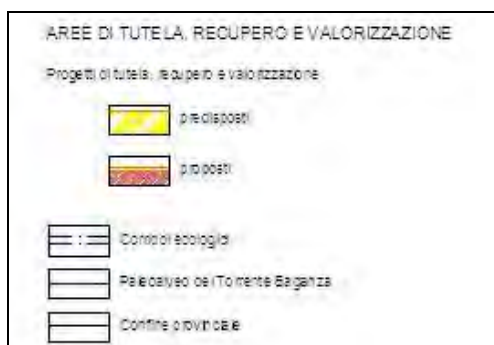 AREE DI TUTELA, RECUPERO E VALORIZZAZIONE
Progetti di tutela, recupero e valorizzazione
predisposti
proposti
Corridoi ecologici
Paleoalveo del Torrente Baganza
Confine provinciale